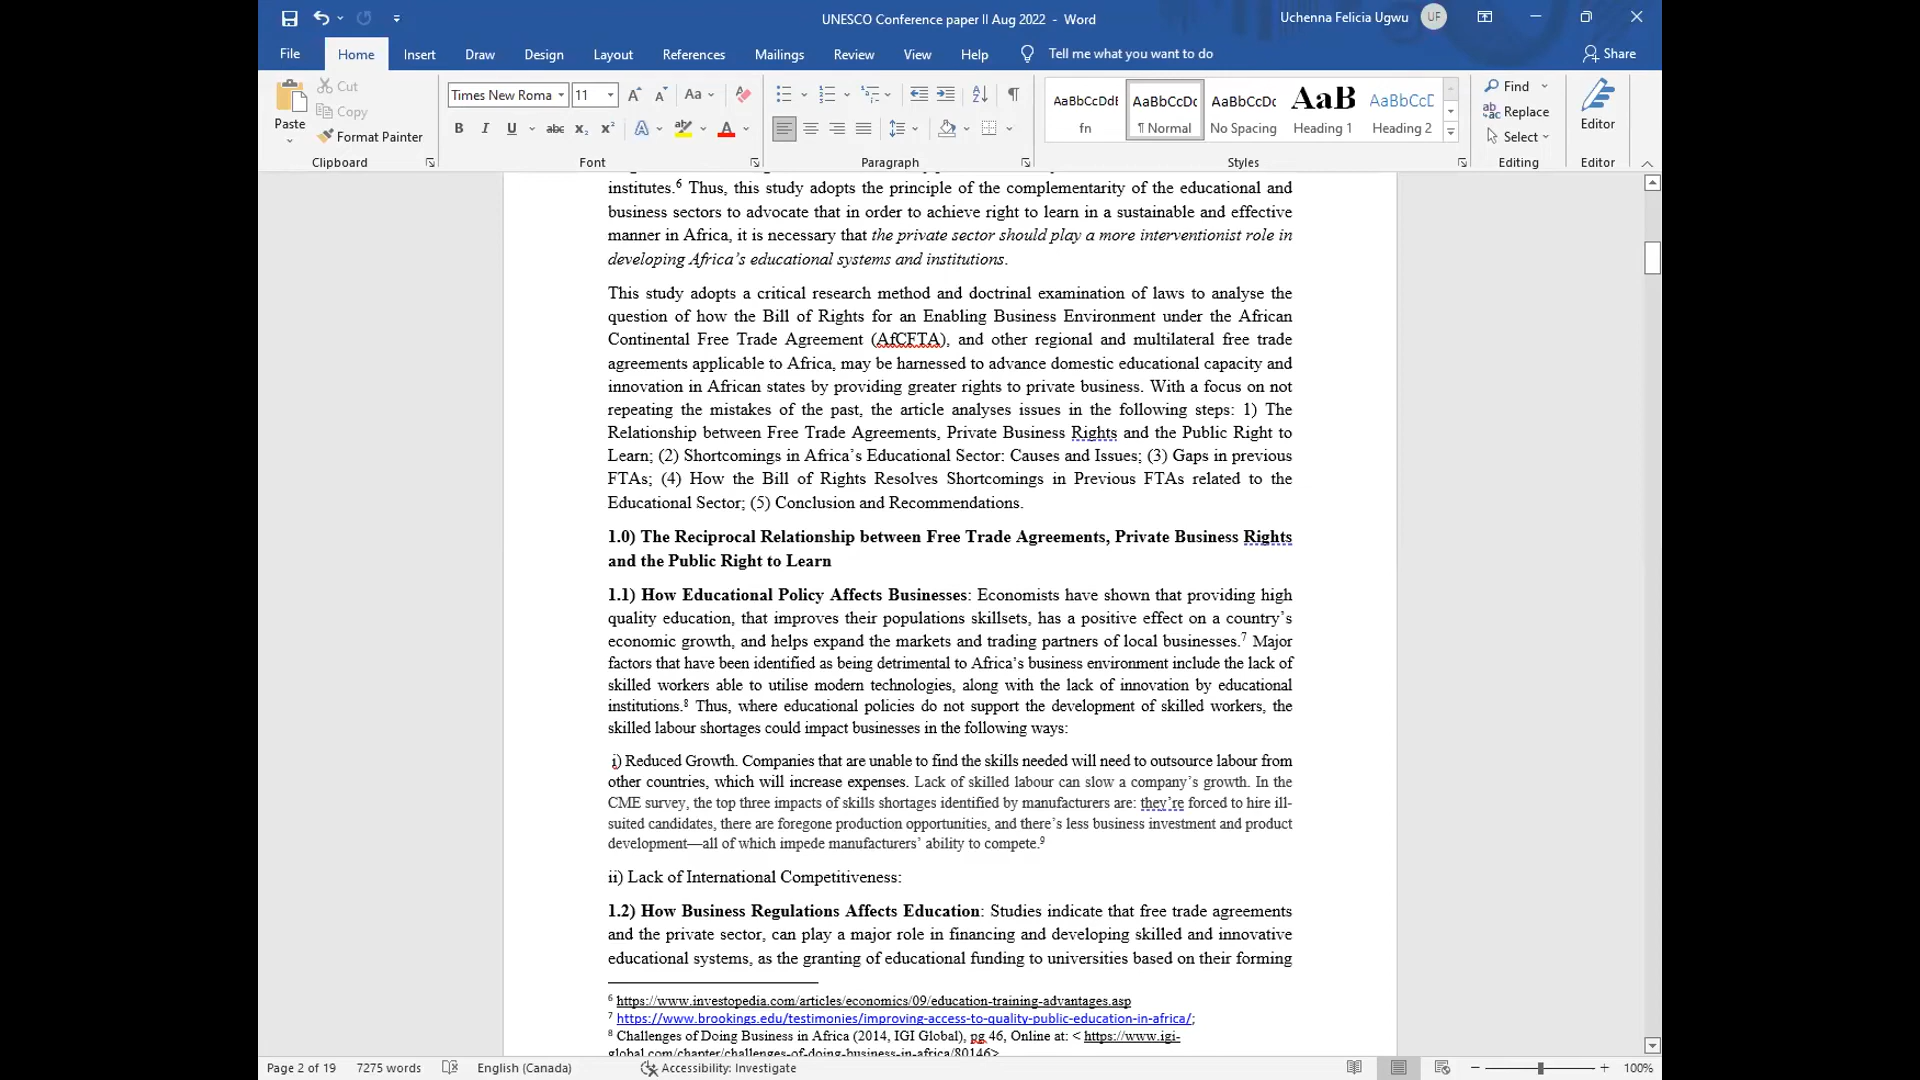 UNESCO Conference paper II Aug 2022 - Word
Uchenna Felicia Ugwu
UF
File
Home
Insert
Draw
Design
Layout
References
Mailings
Review
View
Help
Tell me what you want to do
Share
Paste
Cut
Copy
Format Painter
Clipboard
Times New Roma
11
Font
Paragraph
AaBbCcDdE
fn
AaBbCcDc
¶ Normal
AaBbCcDc
No Spacing
AaB
Heading 1
AaBbCcD
Heading 2
Styles
Find
Replace
Select
Editing
Editor
Editor
institutes.6 Thus, this study adopts the principle of the complementarity of the educational and
business sectors to advocate that in order to achieve right to learn in a sustainable and effective
manner in Africa, it is necessary that the private sector should play a more interventionist role in
developing Africa's educational systems and institutions.
This study adopts a critical research method and doctrinal examination of laws to analyse the
question of how the Bill of Rights for an Enabling Business Environment under the African
Continental Free Trade Agreement (AfCFTA), and other regional and multilateral free trade
agreements applicable to Africa, may be harnessed to advance domestic educational capacity and
innovation in African states by providing greater rights to private business. With a focus on not
repeating the mistakes of the past, the article analyses issues in the following steps: 1) The
Relationship between Free Trade Agreements, Private Business Rights and the Public Right to
Learn; (2) Shortcomings in Africa's Educational Sector: Causes and Issues; (3) Gaps in previous
FTAs; (4) How the Bill of Rights Resolves Shortcomings in Previous FTAs related to the
Educational Sector; (5) Conclusion and Recommendations.
1.0) The Reciprocal Relationship between Free Trade Agreements, Private Business Rights
and the Public Right to Learn
1.1) How Educational Policy Affects Businesses: Economists have shown that providing high
quality education, that improves their populations skillsets, has a positive effect on a country's
economic growth, and helps expand the markets and trading partners of local businesses.7 Major
factors that have been identified as being detrimental to Africa's business environment include the lack of
skilled workers able to utilise modern technologies, along with the lack of innovation by educational
institutions.8 Thus, where educational policies do not support the development of skilled workers, the
skilled labour shortages could impact businesses in the following ways:
i) Reduced Growth. Companies that are unable to find the skills needed will need to outsource labour from
other countries, which will increase expenses. Lack of skilled labour can slow a company's growth. In the
CME survey, the top three impacts of skills shortages identified by manufacturers are: they're forced to hire ill-
suited candidates, there are foregone production opportunities, and there's less business investment and product
development—all of which impede manufacturers' ability to compete.9
ii) Lack of International Competitiveness:
1.2) How Business Regulations Affects Education: Studies indicate that free trade agreements
and the private sector, can play a major role in financing and developing skilled and innovative
educational systems, as the granting of educational funding to universities based on their forming
6 https://www.investopedia.com/articles/economics/09/education-training-advantages.asp
7 https://www.brookings.edu/testimonies/improving-access-to-quality-public-education-in-africa/;
8 Challenges of Doing Business in Africa (2014, IGI Global), pg 46, Online at: < https://www.igi-
global.com/chapter/challenges-of-doing-business-in-africa/80146>
Page 2 of 19
7275 words
English (Canada)
Accessibility: Investigate
100%